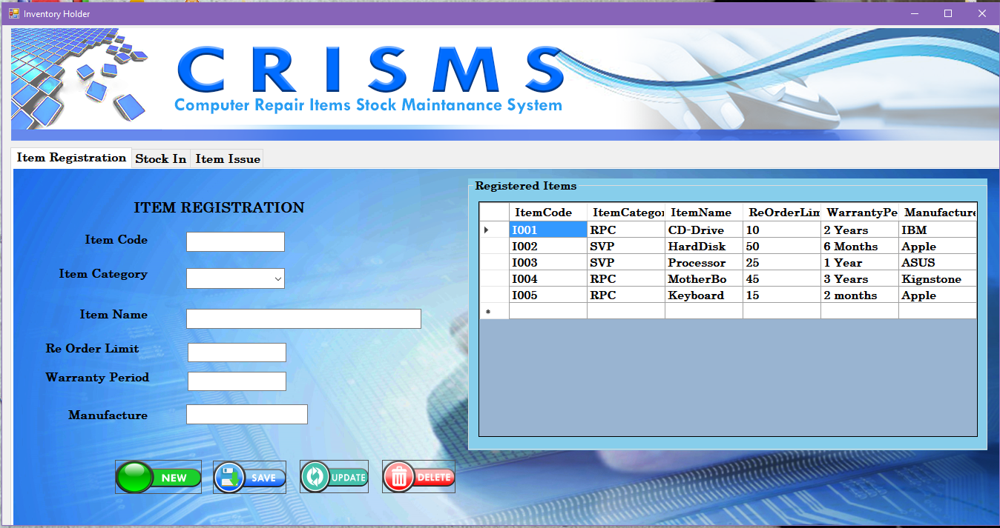 Inventory Holder
CRISMS
Computer Repair Items Stock Maintanance System
Item Registration Stock In Item Issue
ITEM REGISTRATION
Item Code
Item Category
Item Name
Re Order Limit
Warranty Period
Manufacture
NEW SAVE UPDATE DELETE
Registered Items
ItemCode ItemCategor ItemName ReOrderLim WarrantyPe Manufacture
I001 RPC CD-Drive 10 2 Years IBM
I002 SVP HardDisk 50 6 Months Apple
I003 SVP Processor 25 1 Year ASUS
I004 RPC MotherBo 45 3 Years Kignstone
I005 RPC Keyboard 15 2 months Apple